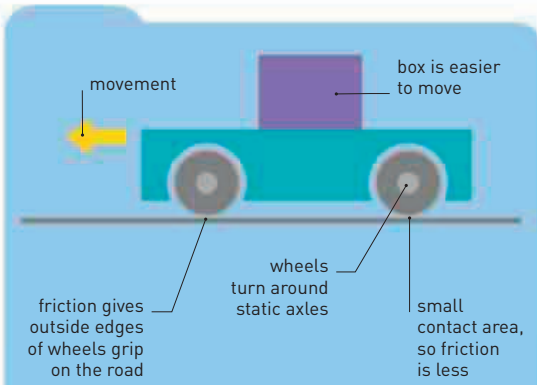 movement
box is easier
to move
wheels
turn around
static axles
friction gives
outside edges
of wheels grip
on the road
small
contact area,
so friction
is less